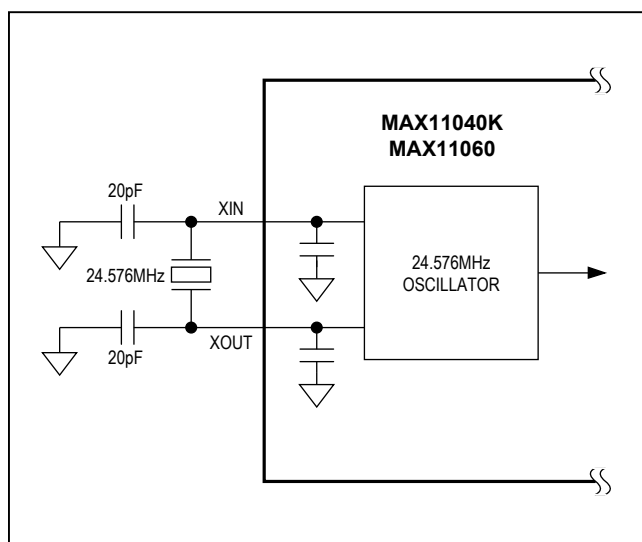 MAX11040K
MAX11060
20pF
XIN
24.576MHz
24.576MHz
OSCILLATOR
XOUT
20pF